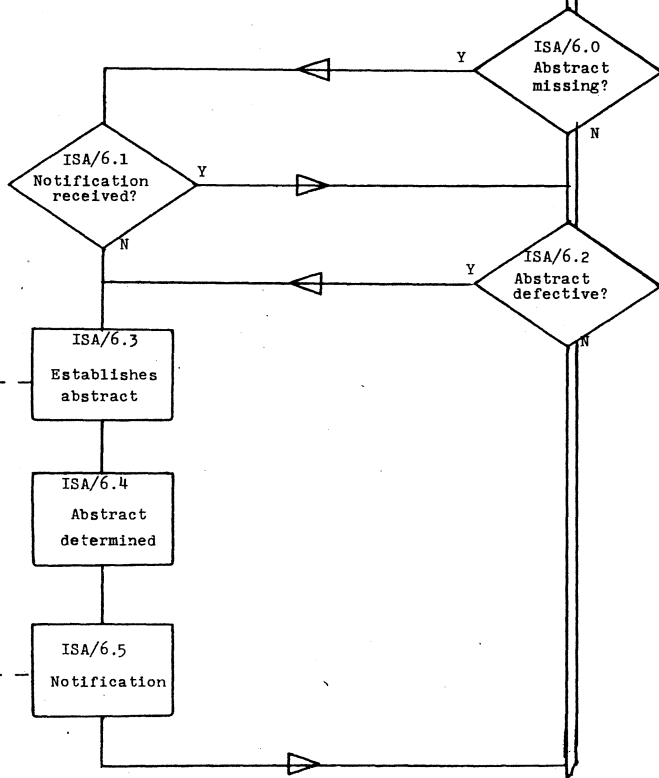 ISA/6.0
Abstract
missing?
Y
N
ISA/6.1
Notification
received?
Y
N
ISA/6.2
Abstract
defective?
Y
N
ISA/6.3
Establishes
abstract
ISA/6.4
Abstract
determined
ISA/6.5
Notification